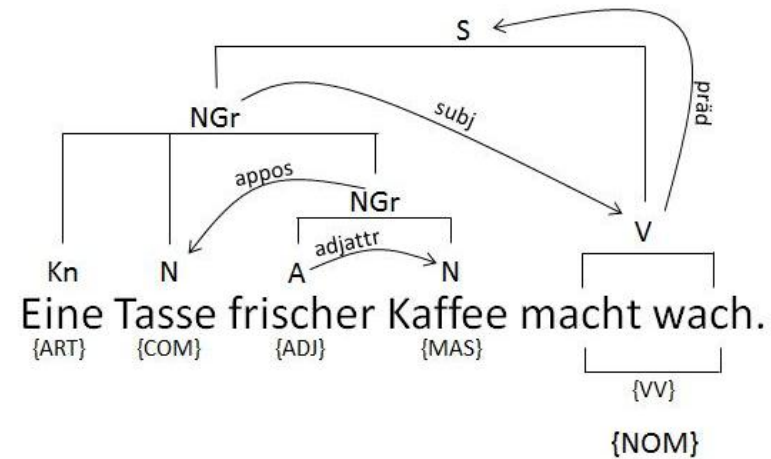 S
präd
NGr
subj
appos
NGr
V
adjattr
Kn N A N
Eine Tasse frischer Kaffee macht wach.
{ART} {COM} {ADJ} {MAS}
{VV}
{NOM}